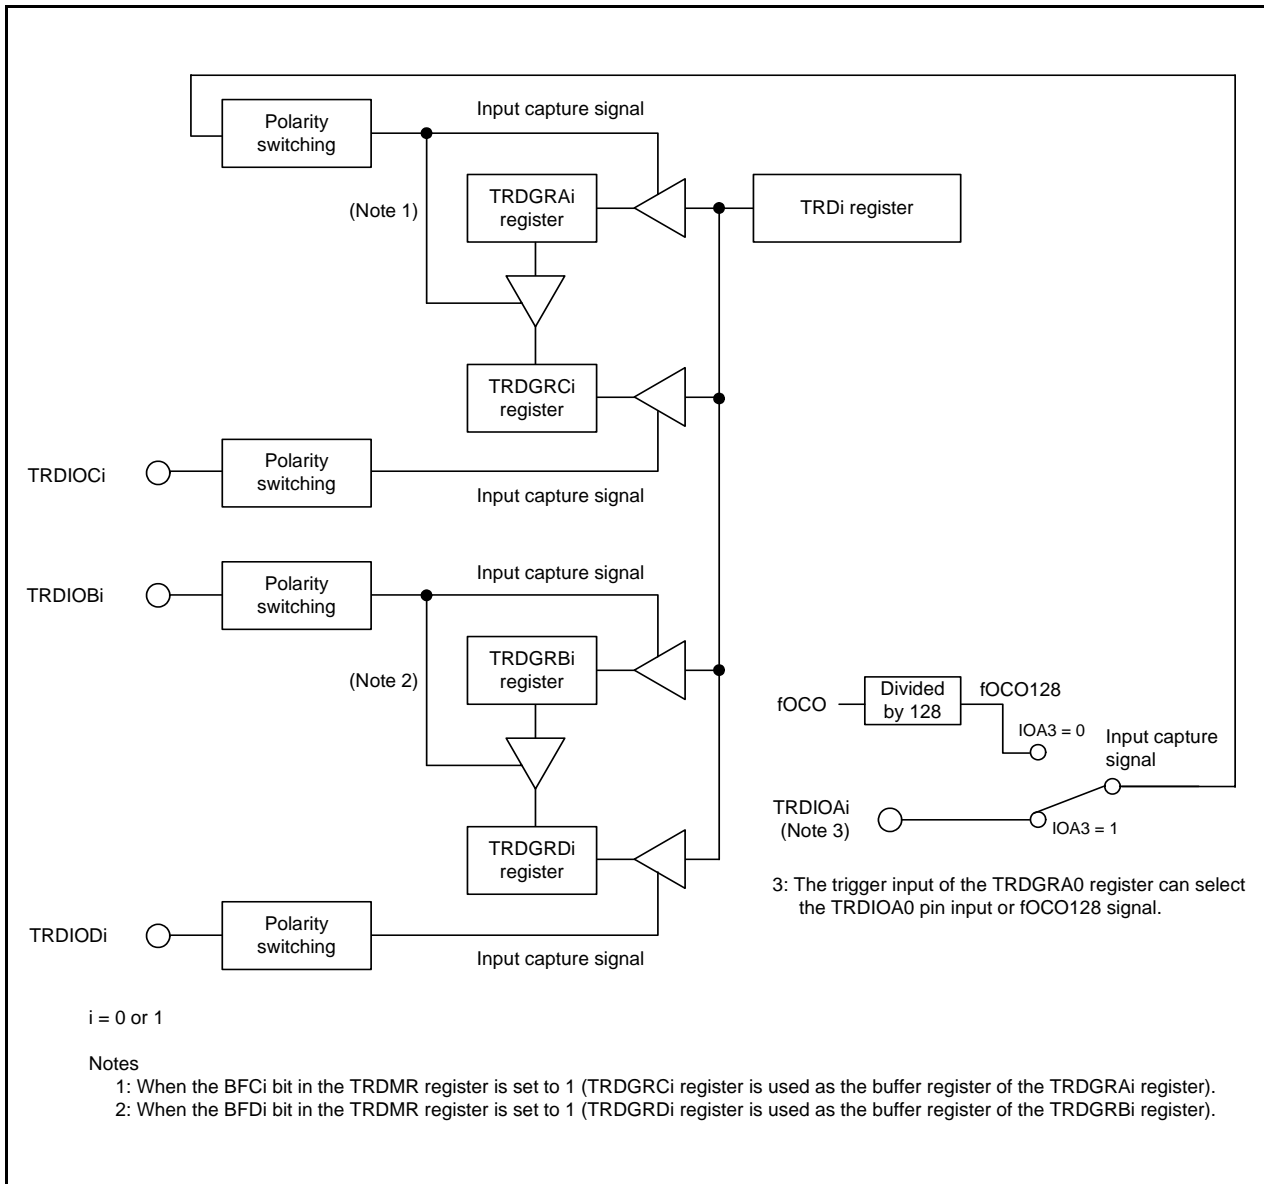 Polarity
switching
Input capture signal
(Note 1)
TRDGRAi
register
TRDi register
TRDGRCi
register
TRDIOCi
Polarity
switching
Input capture signal
TRDIOBi
Polarity
switching
Input capture signal
(Note 2)
TRDGRBi
register
TRDGRDi
register
TRDIODi
Polarity
switching
Input capture signal
fOCO
Divided
by 128
fOCO128
IOA3 = 0
Input capture
signal
TRDIOAi
(Note 3)
IOA3 = 1
3: The trigger input of the TRDGRA0 register can select
the TRDIOA0 pin input or fOCO128 signal.
i = 0 or 1
Notes
1: When the BFCi bit in the TRDMR register is set to 1 (TRDGRCi register is used as the buffer register of the TRDGRAi register).
2: When the BFDi bit in the TRDMR register is set to 1 (TRDGRDi register is used as the buffer register of the TRDGRBi register).